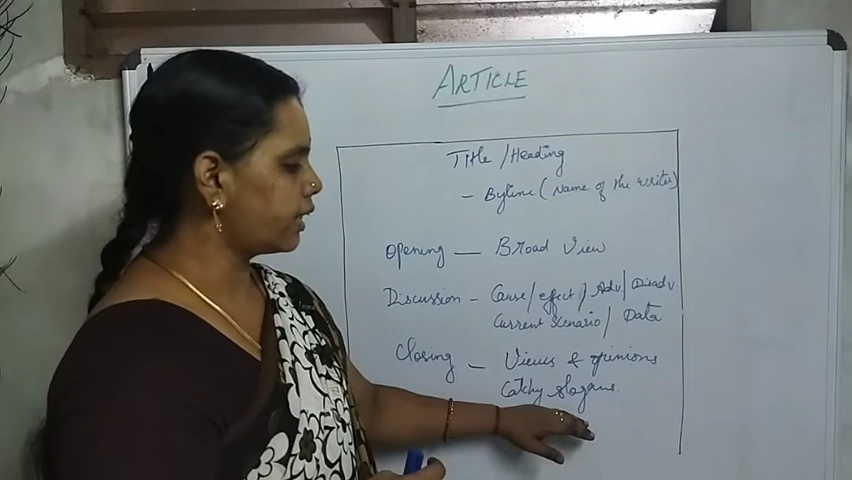 ARTICLE
Title / Heading
- Byline ( Name of the writer)
Opening — Broad View
Discussion - Cause / effect / Adv / Disadv
Current Scenario / Data
Closing — Views & opinions
Catchy slogans.